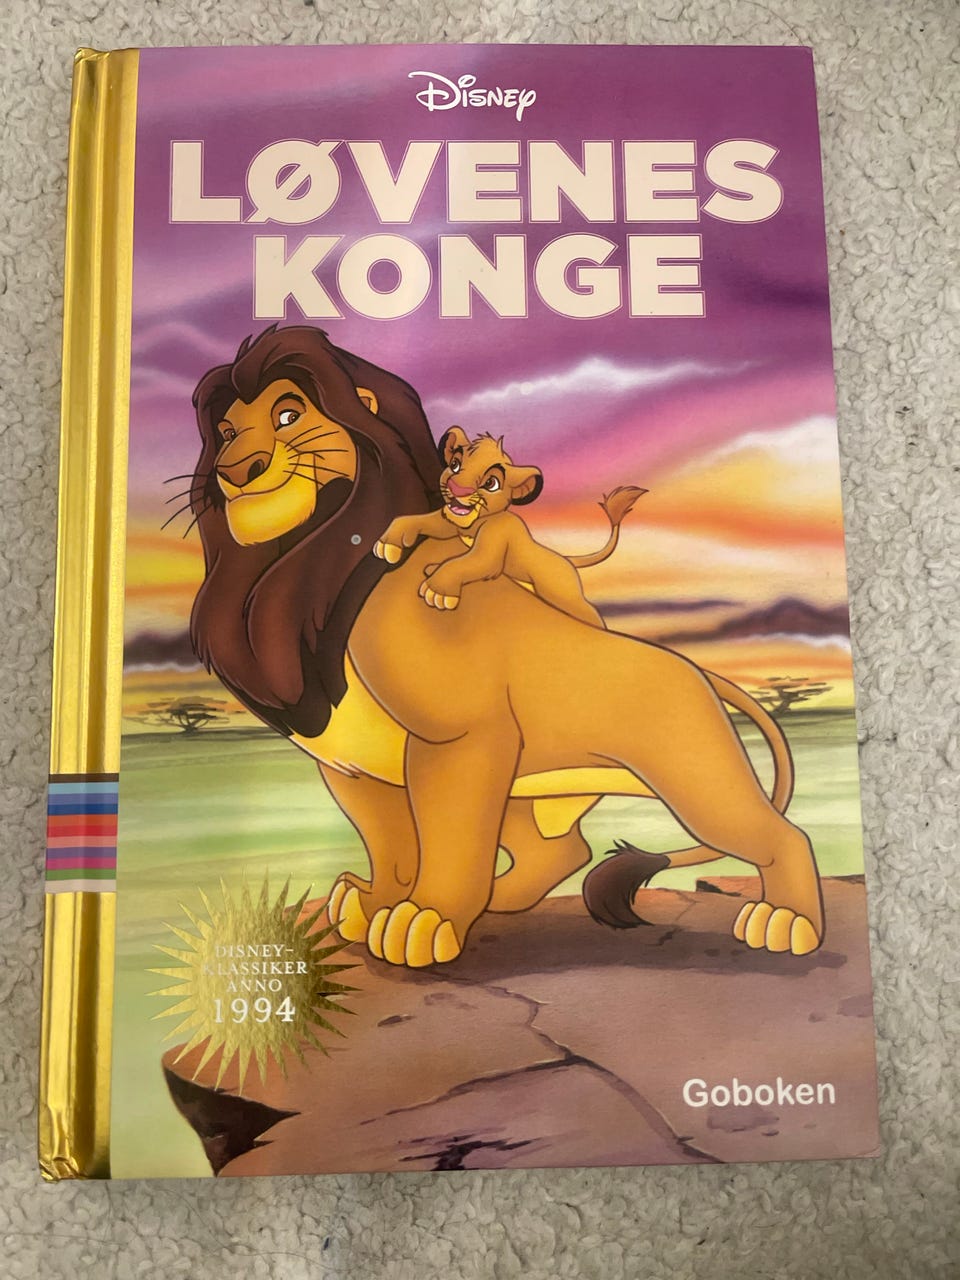 Disney
LØVENES
KONGE
DISNEY-
KLASSIKER
ANNO
1994
Goboken